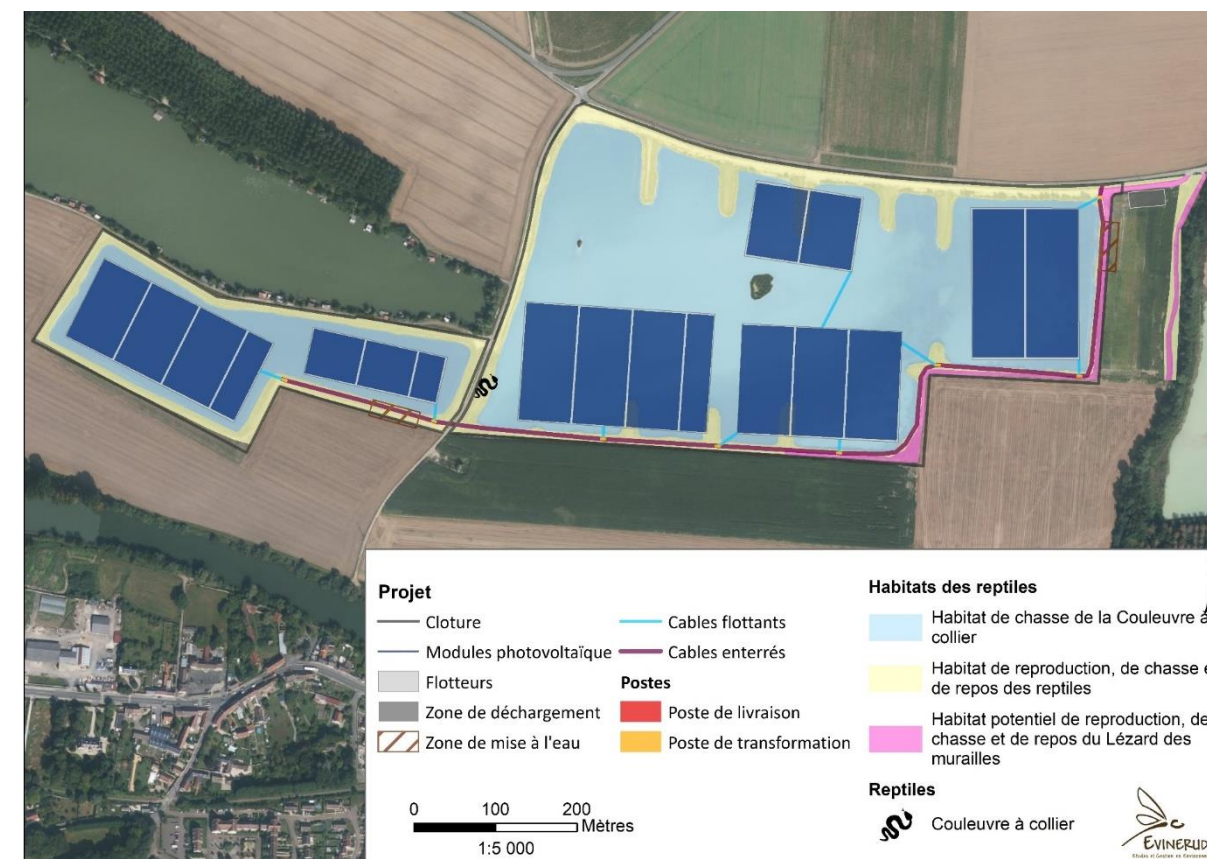 Projet
Cloture
Modules photovoltaïque
Flotteurs
Zone de déchargement
Zone de mise à l'eau
Cables flottants
Cables enterrés
Postes
Poste de livraison
Poste de transformation
0 100 200
Mètres
1:5 000
Habitats des reptiles
Habitat de chasse de la Couleuvre à
collier
Habitat de reproduction, de chasse e
de repos des reptiles
Habitat potentiel de reproduction, de
chasse et de repos du Lézard des
murailles
Reptiles
Couleuvre à collier
EVINERUD